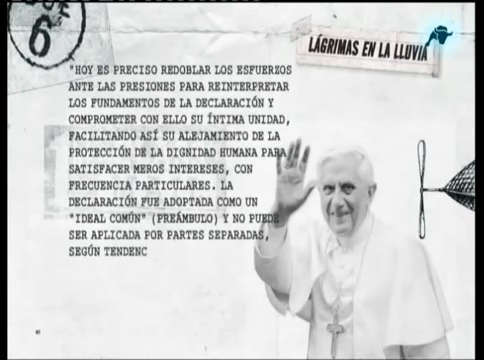 6
LÁGRIMAS EN LA LLUVIA
"HOY ES PRECISO REDOBLAR LOS ESFUERZOS
ANTE LAS PRESIONES PARA REINTERPRETAR
LOS FUNDAMENTOS DE LA DECLARACIÓN Y
COMPROMETER CON ELLO SU ÍNTIMA UNIDAD,
FACILITANDO ASÍ SU ALEJAMIENTO DE LA
PROTECCIÓN DE LA DIGNIDAD HUMANA PARA
SATISFACER MEROS INTERESES, CON
FRECUENCIA PARTICULARES. LA
DECLARACIÓN FUE ADOPTADA COMO UN
"IDEAL COMÚN" (PREÁMBULO) Y NO PUEDE
SER APLICADA POR PARTES SEPARADAS,
SEGÚN TENDENC